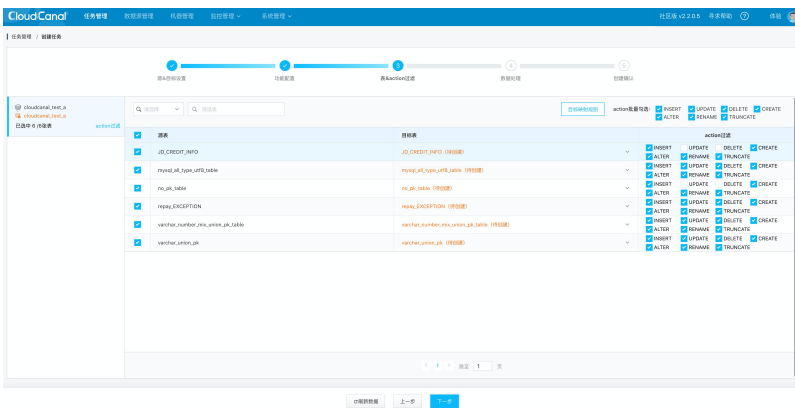 CloudCanal 任务管理 数据源管理 机器管理 监控管理 系统管理 社区版 v2.2.0.5 寻求帮助 体验
任务管理 / 创建任务
3 4 5
源&目标设置 功能配置 表&action过滤 数据处理 创建确认
cloudcanal_test_a
cloudcanal_test_a
已选中 6 /6张表 action过滤
请选择 筛选表 目标映射规则 action批量勾选: INSERT UPDATE DELETE CREATE
ALTER RENAME TRUNCATE
源表 目标表 action过滤
JD_CREDIT_INFO JD_CREDIT_INFO (待创建) INSERT UPDATE DELETE CREATE
ALTER RENAME TRUNCATE
mysql_all_type_utf8_table mysql_all_type_utf8_table (待创建) INSERT UPDATE DELETE CREATE
ALTER RENAME TRUNCATE
no_pk_table no_pk_table (待创建) INSERT UPDATE DELETE CREATE
ALTER RENAME TRUNCATE
repay_EXCEPTION repay_EXCEPTION (待创建) INSERT UPDATE DELETE CREATE
ALTER RENAME TRUNCATE
varchar_number_mix_union_pk_table varchar_number_mix_union_pk_table (待创建) INSERT UPDATE DELETE CREATE
ALTER RENAME TRUNCATE
varchar_union_pk varchar_union_pk (待创建) INSERT UPDATE DELETE CREATE
ALTER RENAME TRUNCATE
1 跳至 1 页
刷新数据 上一步 下一步